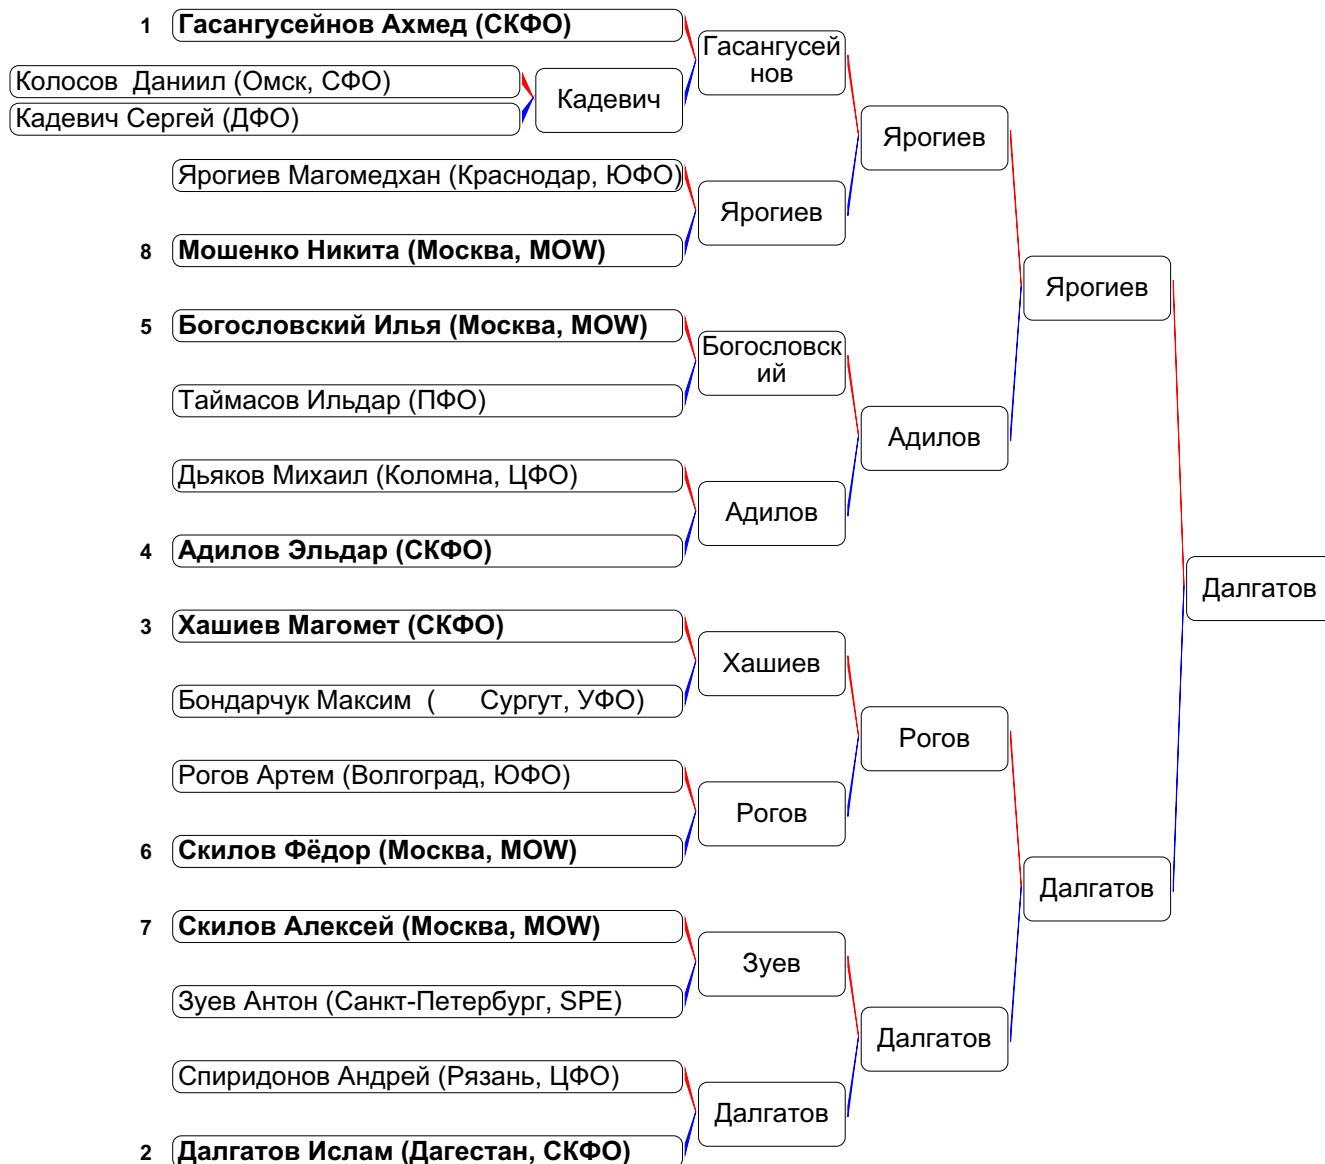 1 Гасангусейнов Ахмед (СКФО)
Гасангусей
нов
Колосов Даниил (Омск, СФО)
Кадевич
Кадевич Сергей (ДФО)
Ярогиев
Ярогиев Магомедхан (Краснодар, ЮФО)
Ярогиев
8 Мошенко Никита (Москва, MOW)
Ярогиев
5 Богословский Илья (Москва, MOW)
Богословск
ий
Таймасов Ильдар (ПФО)
Адилов
Дьяков Михаил (Коломна, ЦФО)
Адилов
4 Адилов Эльдар (СКФО)
Далгатов
3 Хашиев Магомет (СКФО)
Хашиев
Бондарчук Максим ( Сургут, УФО)
Рогов
Рогов Артем (Волгоград, ЮФО)
Рогов
6 Скилов Фёдор (Москва, MOW)
Далгатов
7 Скилов Алексей (Москва, MOW)
Зуев
Зуев Антон (Санкт-Петербург, SPE)
Далгатов
Спиридонов Андрей (Рязань, ЦФО)
Далгатов
2 Далгатов Ислам (Дагестан, СКФО)